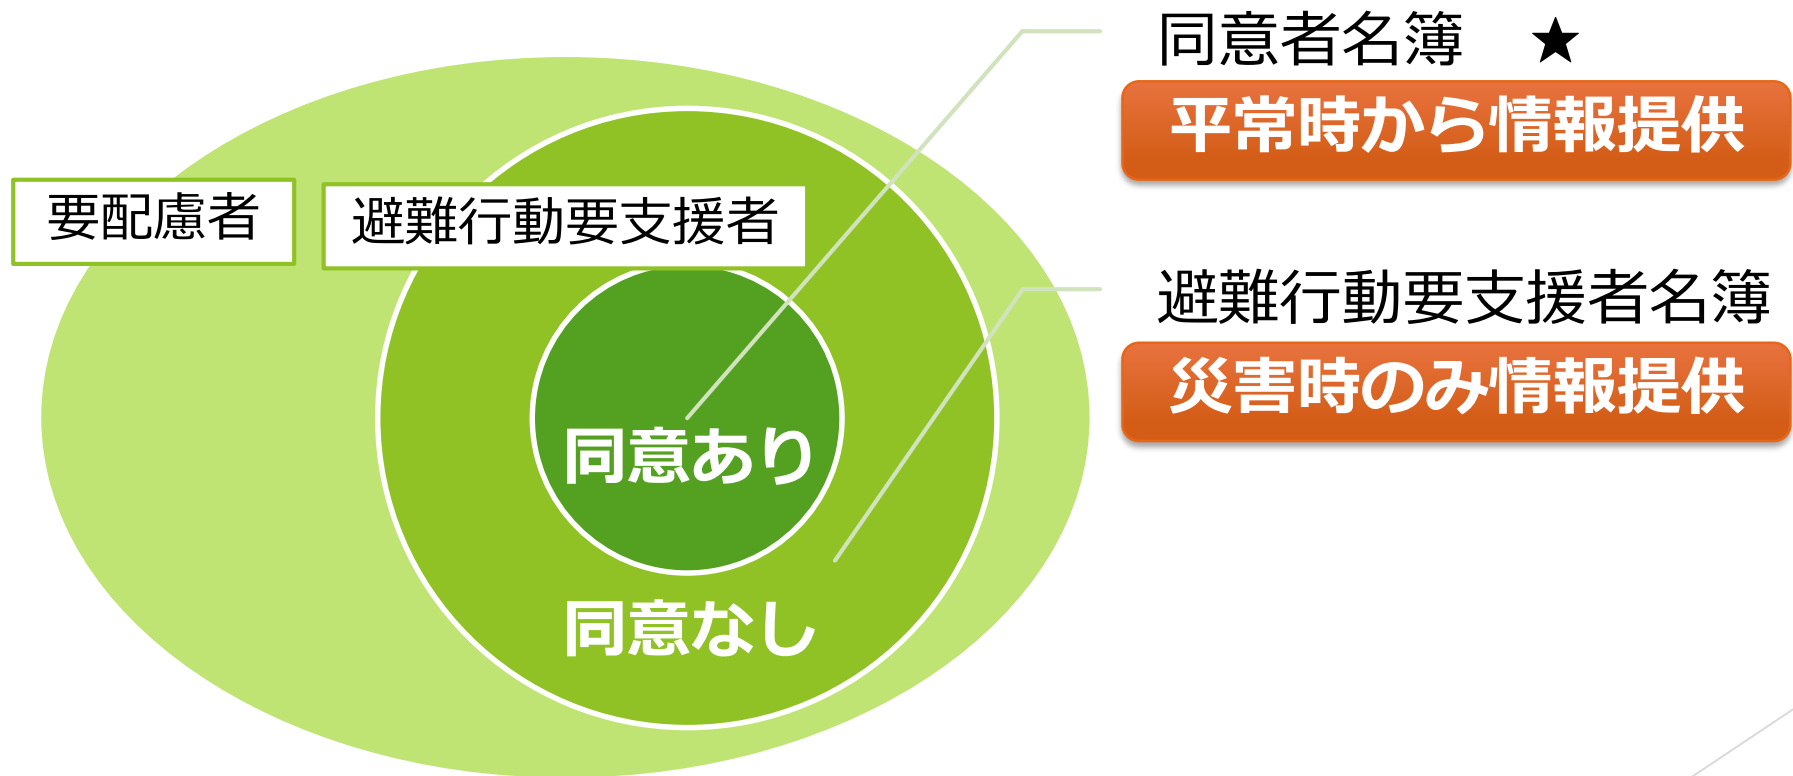 同意者名簿 ★
平常時から情報提供
要配慮者
避難行動要支援者
避難行動要支援者名簿
災害時のみ情報提供
同意あり
同意なし